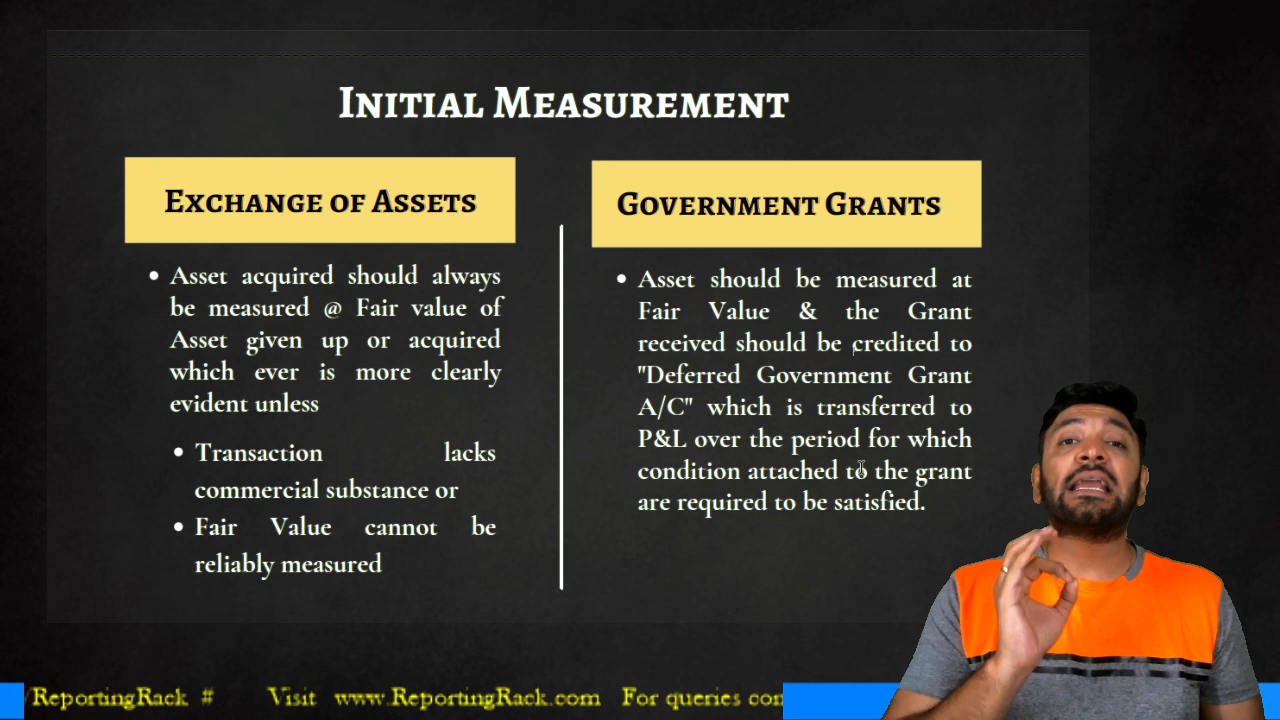 Initial Measurement
Exchange of Assets
Asset acquired should always
be measured @ Fair value of
Asset given up or acquired
which ever is more clearly
evident unless
Transaction lacks
commercial substance or
Fair Value cannot be
reliably measured
Government Grants
Asset should be measured at
Fair Value & the Grant
received should be credited to
"Deferred Government Grant
A/C" which is transferred to
P&L over the period for which
condition attached to the grant
are required to be satisfied.
/ReportingRack # Visit www.ReportingRack.com For queries